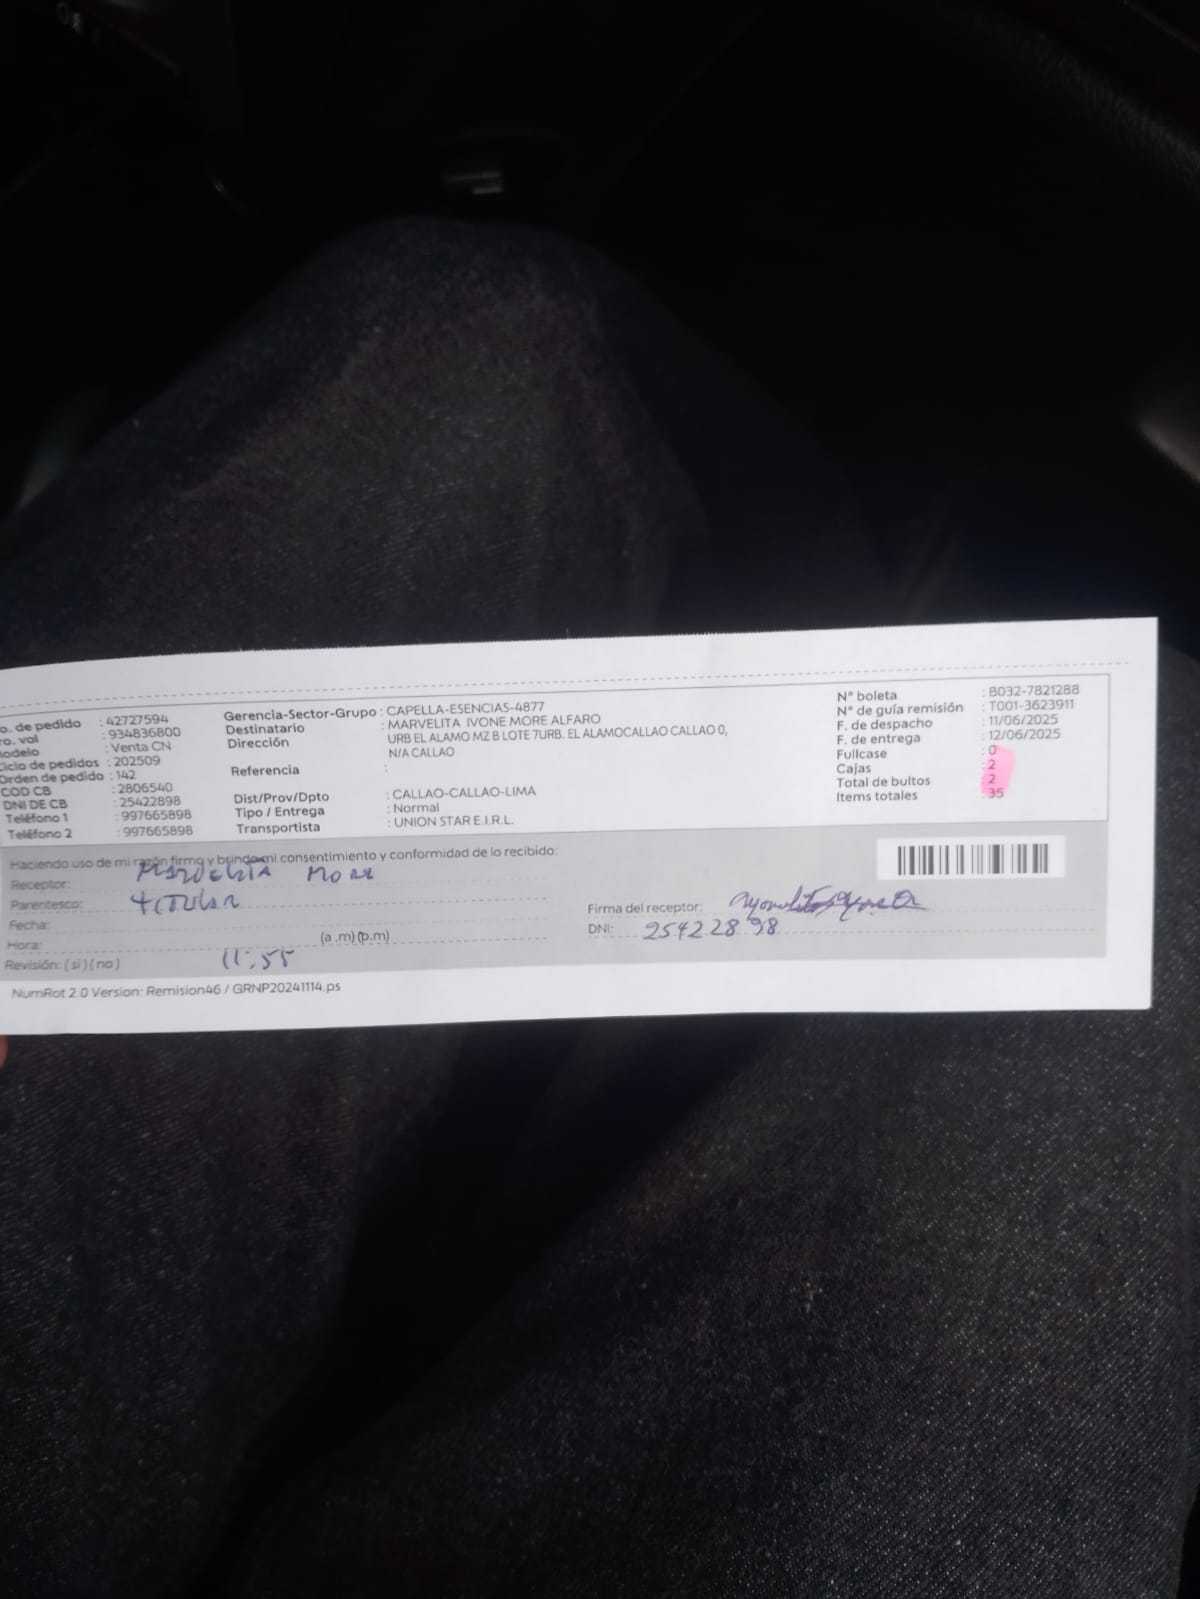 o. de pedido : 42727594
ro. val : 934836800
odelo : Venta CN
Ciclo de pedidos : 202509
Orden de pedido : 142
COD CB : 2806540
DNI DE CB : 25422898
Teléfono 1 : 997665898
Teléfono 2 : 997665898
Gerencia-Sector-Grupo : CAPELLA-ESENCIAS-4877
Destinatario : MARVELITA IVONE MORE ALFARO
Dirección : URB EL ALAMO MZ B LOTE 7URB. EL ALAMOCALLAO CALLAO 0,
N/A CALLAO
Referencia :
Dist/Prov/Dpto : CALLAO-CALLAO-LIMA
Tipo / Entrega : Normal
Transportista : UNION STAR E.I.R.L.
N° boleta : B032-7821288
N° de guía remisión : T001-3623911
F. de despacho : 11/06/2025
F. de entrega : 12/06/2025
Fullcase : 0
Cajas : 2
Total de bultos : 2
Items totales : 35
Haciendo uso de mi razón firmo y brindo mi consentimiento y conformidad de lo recibido:
Receptor: MARVELITA MORE
Parentesco: TITULAR
Fecha:
Hora: (a .m) (p.m)
11:55
Revisión: ( si ) ( no )
Firma del receptor:
DNI: 25422898
NumRot 2.0 Version: Remision46 / GRNP20241114.ps